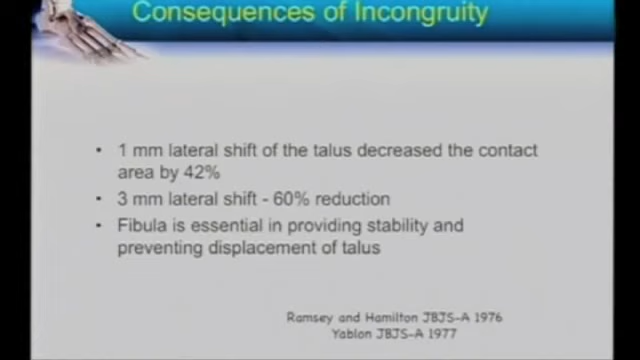 Consequences of Incongruity
• 1 mm lateral shift of the talus decreased the contact
area by 42%
• 3 mm lateral shift - 60% reduction
• Fibula is essential in providing stability and
preventing displacement of talus
Ramsey and Hamilton JBJS-A 1976
Yablon JBJS-A 1977